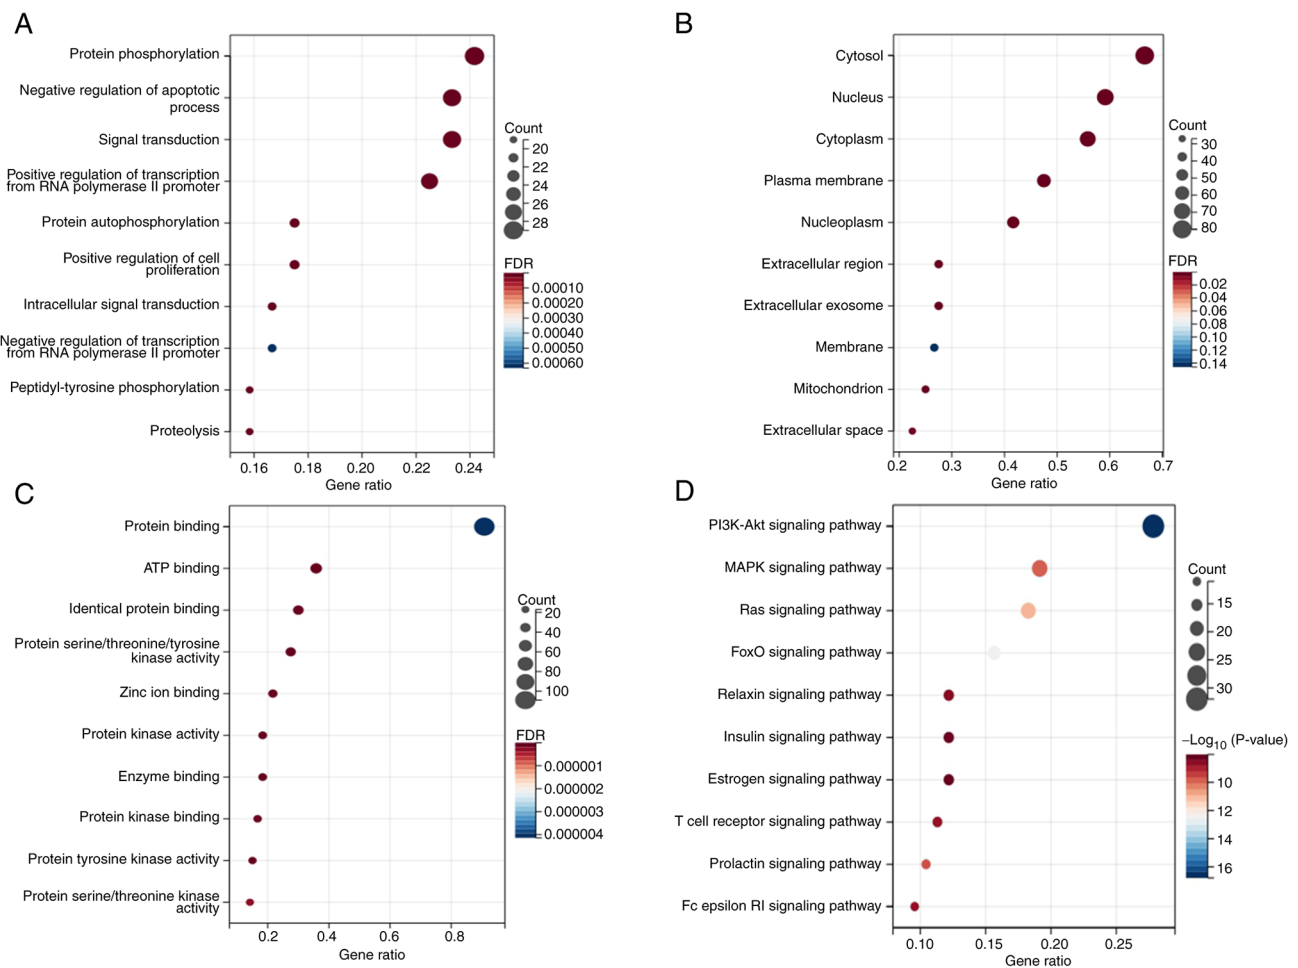 A
Protein phosphorylation
Negative regulation of apoptotic
process
Signal transduction
Positive regulation of transcription
from RNA polymerase II promoter
Protein autophosphorylation
Positive regulation of cell
proliferation
Intracellular signal transduction
Negative regulation of transcription
from RNA polymerase II promoter
Peptidyl-tyrosine phosphorylation
Proteolysis
0.16 0.18 0.20 0.22 0.24
Gene ratio
Count
20
22
24
26
28
FDR
0.00010
0.00020
0.00030
0.00040
0.00050
0.00060
B
Cytosol
Nucleus
Cytoplasm
Plasma membrane
Nucleoplasm
Extracellular region
Extracellular exosome
Membrane
Mitochondrion
Extracellular space
0.2 0.3 0.4 0.5 0.6 0.7
Gene ratio
Count
30
40
50
60
70
80
FDR
0.02
0.04
0.06
0.08
0.10
0.12
0.14
C
Protein binding
ATP binding
Identical protein binding
Protein serine/threonine/tyrosine
kinase activity
Zinc ion binding
Protein kinase activity
Enzyme binding
Protein kinase binding
Protein tyrosine kinase activity
Protein serine/threonine kinase
activity
0.2 0.4 0.6 0.8
Gene ratio
Count
20
40
60
80
100
FDR
0.000001
0.000002
0.000003
0.000004
D
PI3K-Akt signaling pathway
MAPK signaling pathway
Ras signaling pathway
FoxO signaling pathway
Relaxin signaling pathway
Insulin signaling pathway
Estrogen signaling pathway
T cell receptor signaling pathway
Prolactin signaling pathway
Fc epsilon RI signaling pathway
0.10 0.15 0.20 0.25
Gene ratio
Count
15
20
25
30
–Log10 (P-value)
10
12
14
16